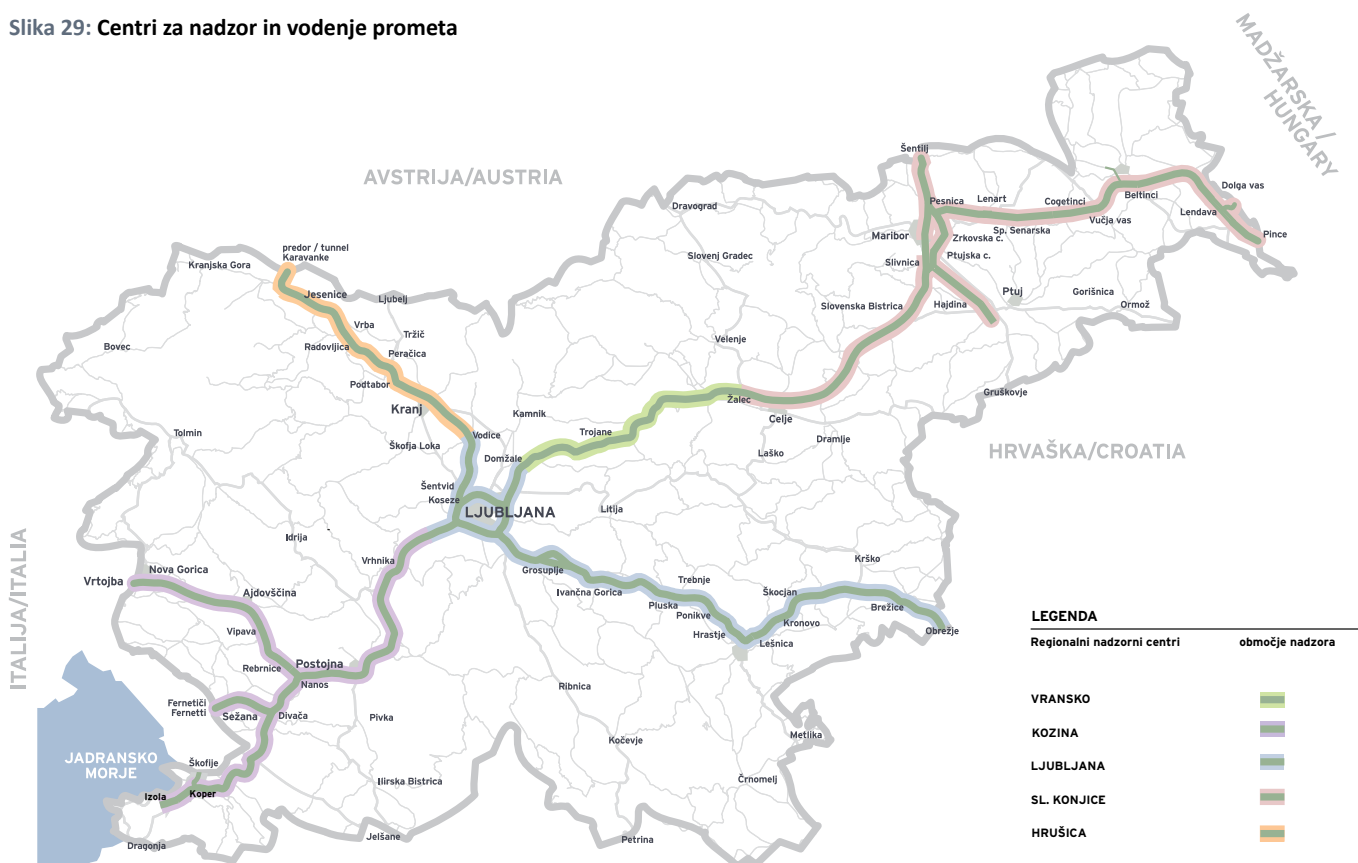 Slika 29: Centri za nadzor in vodenje prometa
MADŽARSKA /
HUNGARY
AVSTRIJA/AUSTRIA
HRVAŠKA/CROATIA
ITALIJA/ITALIA
JADRANSKO
MORJE
Šentilj
Dravograd
Pesnica
Lenart
Cogetinci
Beltinci
Dolga vas
Lendava
Pince
Vučja vas
Sp. Senarska
Maribor
Zrkovska c.
Ptujska c.
Slivnica
Slovenj Gradec
predor / tunnel
Karavanke
Kranjska Gora
Jesenice
Ljubelj
Slovenska Bistrica
Hajdina
Ptuj
Gorišnica
Ormož
Vrba
Tržič
Radovljica
Peračica
Bovec
Velenje
Podtabor
Kranj
Žalec
Gruškovje
Kamnik
Celje
Trojane
Tolmin
Vodice
Škofja Loka
Domžale
Dramlje
Laško
Šentvid
Koseze
LJUBLJANA
Litija
Idrija
Vrhnika
Grosuplje
Krško
Vrtojba
Nova Gorica
Ajdovščina
Ivančna Gorica
Trebnje
Škocjan
Pluska
Ponikve
Brežice
Kronovo
Hrastje
Lešnica
Obrežje
Vipava
Rebrnice
Postojna
Nanos
Ribnica
Fernetiči
Fernetti
Sežana
Divača
Pivka
Metlika
Kočevje
Škofije
Izola
Koper
Ilirska Bistrica
Črnomelj
Jelšane
Petrina
Dragonja
LEGENDA
Regionalni nadzorni centri
območje nadzora
VRANSKO
KOZINA
LJUBLJANA
SL. KONJICE
HRUŠICA